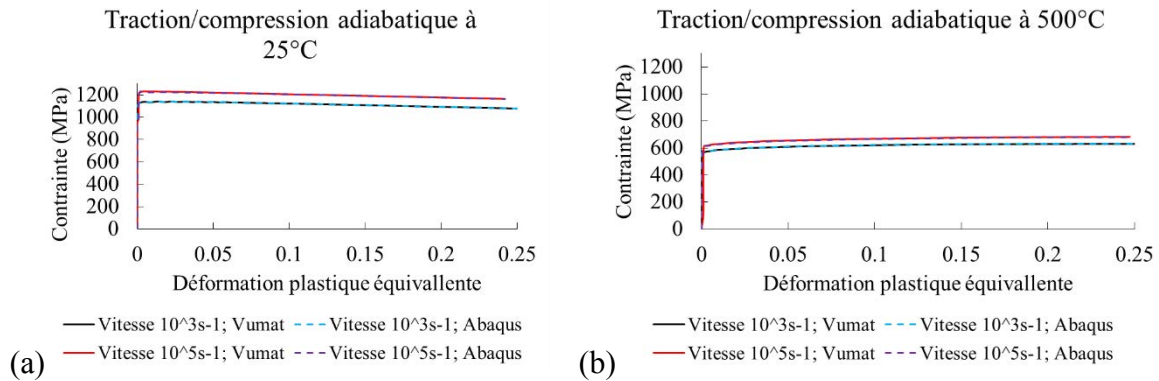 Traction/compression adiabatique à
25°C
Contrainte (MPa)
1200
1000
800
600
400
200
0
0 0.05 0.1 0.15 0.2 0.25
Déformation plastique équivallente
Vitesse 10^3s-1; Vumat Vitesse 10^3s-1; Abaqus
Vitesse 10^5s-1; Vumat Vitesse 10^5s-1; Abaqus
(a)
Traction/compression adiabatique à 500°C
Contrainte (MPa)
1200
1000
800
600
400
200
0
0 0.05 0.1 0.15 0.2 0.25
Déformation plastique équivallente
Vitesse 10^3s-1; Vumat Vitesse 10^3s-1; Abaqus
Vitesse 10^5s-1; Vumat Vitesse 10^5s-1; Abaqus
(b)